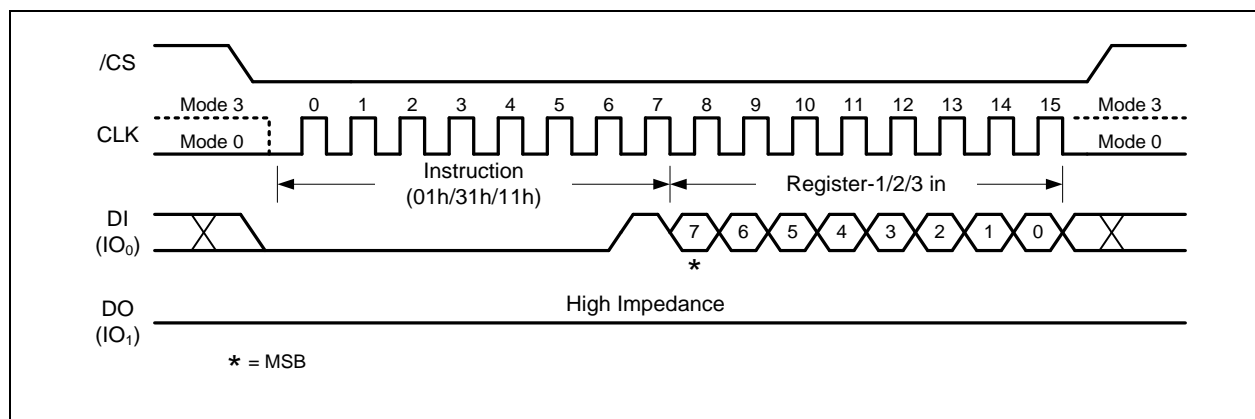 /CS
Mode 3 0 1 2 3 4 5 6 7 8 9 10 11 12 13 14 15 Mode 3
CLK
Mode 0 Mode 0
Instruction
(01h/31h/11h)
Register-1/2/3 in
DI
(IO₀)
7 6 5 4 3 2 1 0
*
High Impedance
DO
(IO₁)
* = MSB